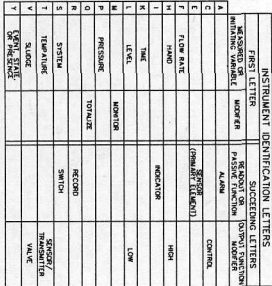 INSTRUMENT IDENTIFICATION LETTERS
FIRST LETTER SUCCEEDING LETTERS
MEASURED OR INITIATING VARIABLE MODIFIER READOUT OR PASSIVE FUNCTION OUTPUT FUNCTION MODIFIER
A ALARM
C CONTROL
E SENSOR (PRIMARY ELEMENT)
F FLOW RATE
H HAND HIGH
I INDICATOR
K TIME
L LEVEL LOW
M MONITOR
P PRESSURE
Q TOTALIZE
R RECORD
S SYSTEM SWITCH
T TEMPATURE SENSOR/ TRANSMITTER
V SLUDGE VALVE
Y EVENT, STATE OR PRESENCE